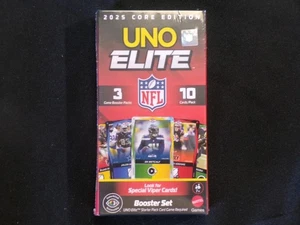 2025 CORE EDITION
UNO
ELITE
3
NFL
10
Core Booster Packs
Cards/Pack
Look for
Special Viper Cards!
Booster Set
Games